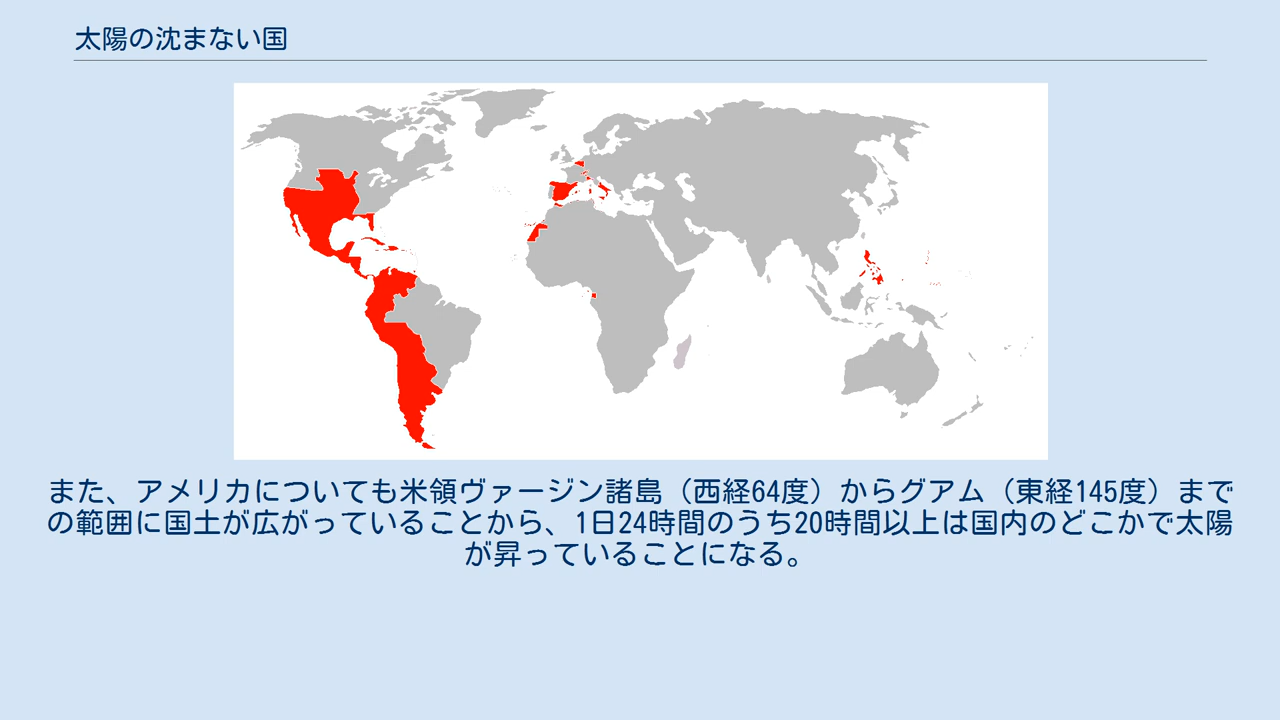 太陽の沈まない国
また、アメリカについても米領ヴァージン諸島（西経64度）からグアム（東経145度）まで
の範囲に国土が広がっていることから、1日24時間のうち20時間以上は国内のどこかで太陽
が昇っていることになる。